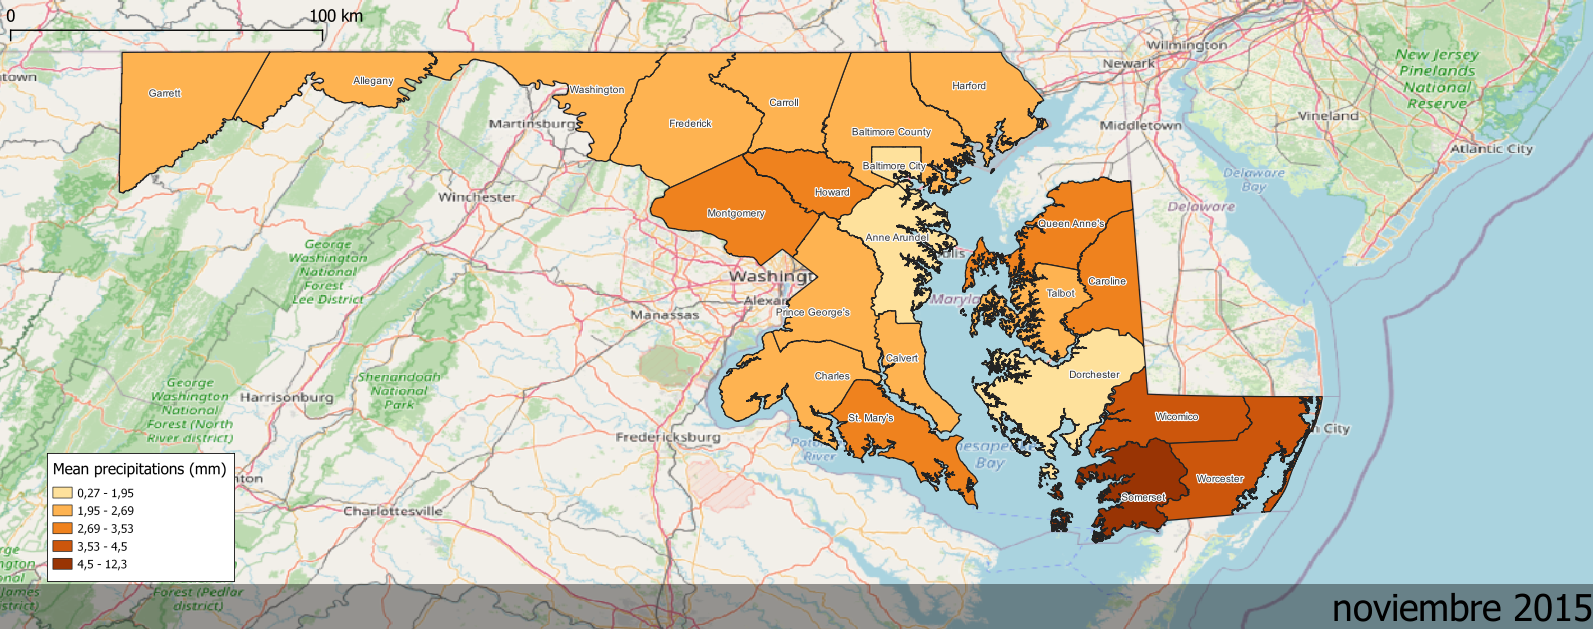 0
100 km
Wilmington
Newark
New Jersey
Pinelands
National
Reserve
town
Garrett
Allegany
Washington
Harford
Carroll
Frederick
Martinsburg
Baltimore County
Middletown
Vineland
Atlantic City
Baltimore City
Delaware
Bay
Winchester
Howard
Montgomery
Delaware
Queen Anne's
Anne Arundel
olis
George
Washington
National
Forest
Lee District)
Washingt
Alexan
Maryla
Talbot
Caroline
Manassas
Prince George's
Calvert
Charles
Dorchester
Shenandoah
National
Park
George
Washington
National
Forest (North
River district)
Harrisonburg
St. Mary's
Wicomico
n City
Fredericksburg
Poto
River
hesapea
Bay
Worcester
Somerset
Mean precipitations (mm)
0,27 - 1,95
1,95 - 2,69
2,69 - 3,53
3,53 - 4,5
4,5 - 12,3
nton
Charlottesville
rge
ngton
nal
James
strict)
Forest (Pedlar
district)
noviembre 2015